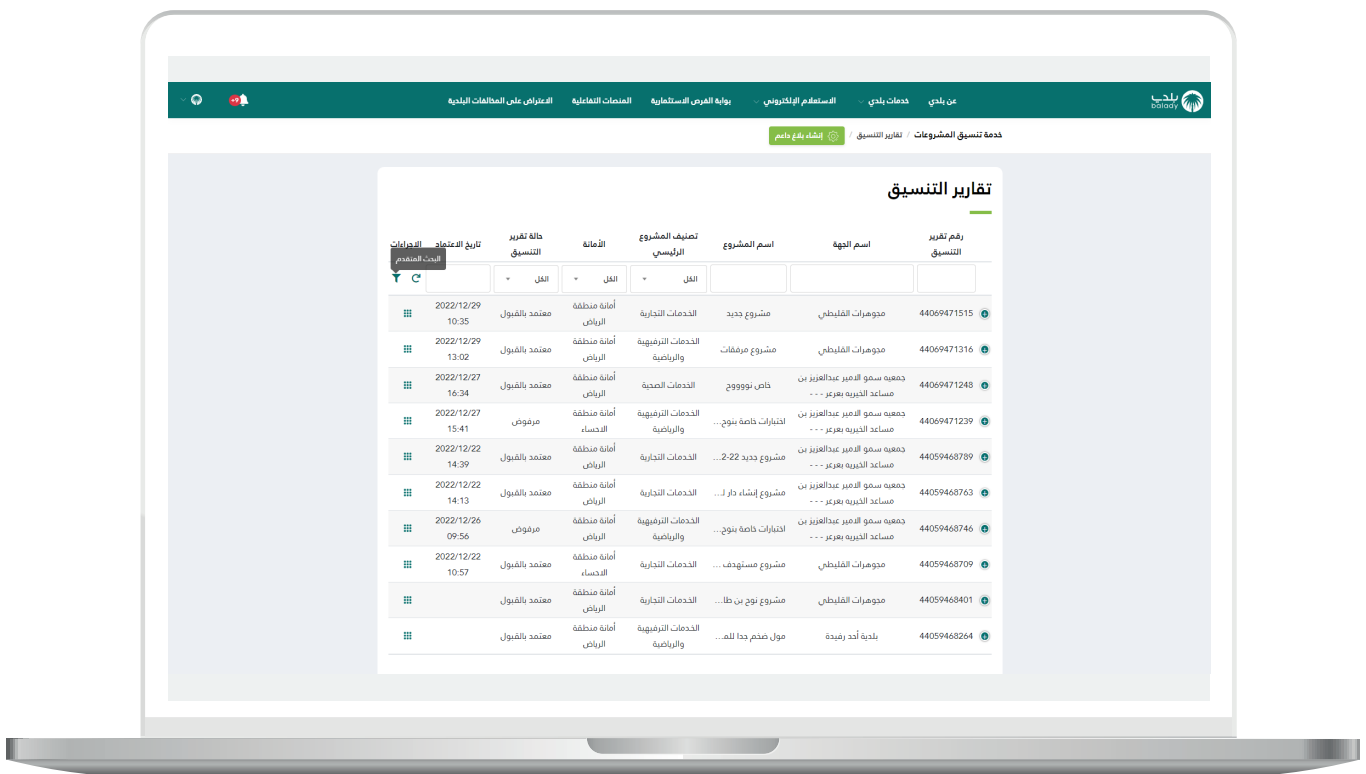 بلدي
balady
عن بلدي
خدمات بلدي
الاستعلام الإلكتروني
بوابة الفرص الاستثمارية
المنصات التفاعلية
الاعتراض على المخالفات البلدية
+9
خدمة تنسيق المشروعات / تقارير التنسيق / إنشاء بلاغ داعم
تقارير التنسيق
رقم تقرير التنسيق
اسم الجهة
اسم المشروع
تصنيف المشروع الرئيسي
الأمانة
حالة تقرير التنسيق
تاريخ الاعتماد
الاجراءات
البحث المتقدم
الكل
الكل
الكل
44069471515 مجوهرات القليطي مشروع جديد الخدمات التجارية أمانة منطقة الرياض معتمد بالقبول 2022/12/29 10:35
44069471316 مجوهرات القليطي مشروع مرفقات الخدمات الترفيهية والرياضية أمانة منطقة الرياض معتمد بالقبول 2022/12/29 13:02
44069471248 جمعيه سمو الامير عبدالعزيز بن مساعد الخيريه بعرعر - - - خاص نووووح الخدمات الصحية أمانة منطقة الرياض معتمد بالقبول 2022/12/27 16:34
44069471239 جمعيه سمو الامير عبدالعزيز بن مساعد الخيريه بعرعر - - - اختبارات خاصة بنوح... الخدمات الترفيهية والرياضية أمانة منطقة الاحساء مرفوض 2022/12/27 15:41
44059468789 جمعيه سمو الامير عبدالعزيز بن مساعد الخيريه بعرعر - - - مشروع جديد 22-2... الخدمات التجارية أمانة منطقة الرياض معتمد بالقبول 2022/12/22 14:39
44059468763 جمعيه سمو الامير عبدالعزيز بن مساعد الخيريه بعرعر - - - مشروع إنشاء دار ل... الخدمات التجارية أمانة منطقة الرياض معتمد بالقبول 2022/12/22 14:13
44059468746 جمعيه سمو الامير عبدالعزيز بن مساعد الخيريه بعرعر - - - اختبارات خاصة بنوح... الخدمات الترفيهية والرياضية أمانة منطقة الرياض مرفوض 2022/12/26 09:56
44059468709 مجوهرات القليطي مشروع مستهدف ... الخدمات التجارية أمانة منطقة الاحساء معتمد بالقبول 2022/12/22 10:57
44059468401 مجوهرات القليطي مشروع نوح بن طا... الخدمات التجارية أمانة منطقة الرياض معتمد بالقبول
44059468264 بلدية أحد رفيدة مول ضخم جدا للم... الخدمات الترفيهية والرياضية أمانة منطقة الرياض معتمد بالقبول